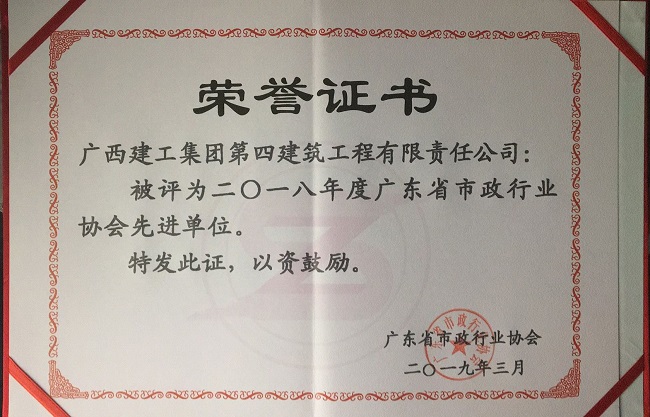 荣誉证书
广西建工集团第四建筑工程有限责任公司：
被评为二〇一八年度广东省市政行业
协会先进单位。
特发此证，以资鼓励。
广东省市政行业协会
二〇一九年三月